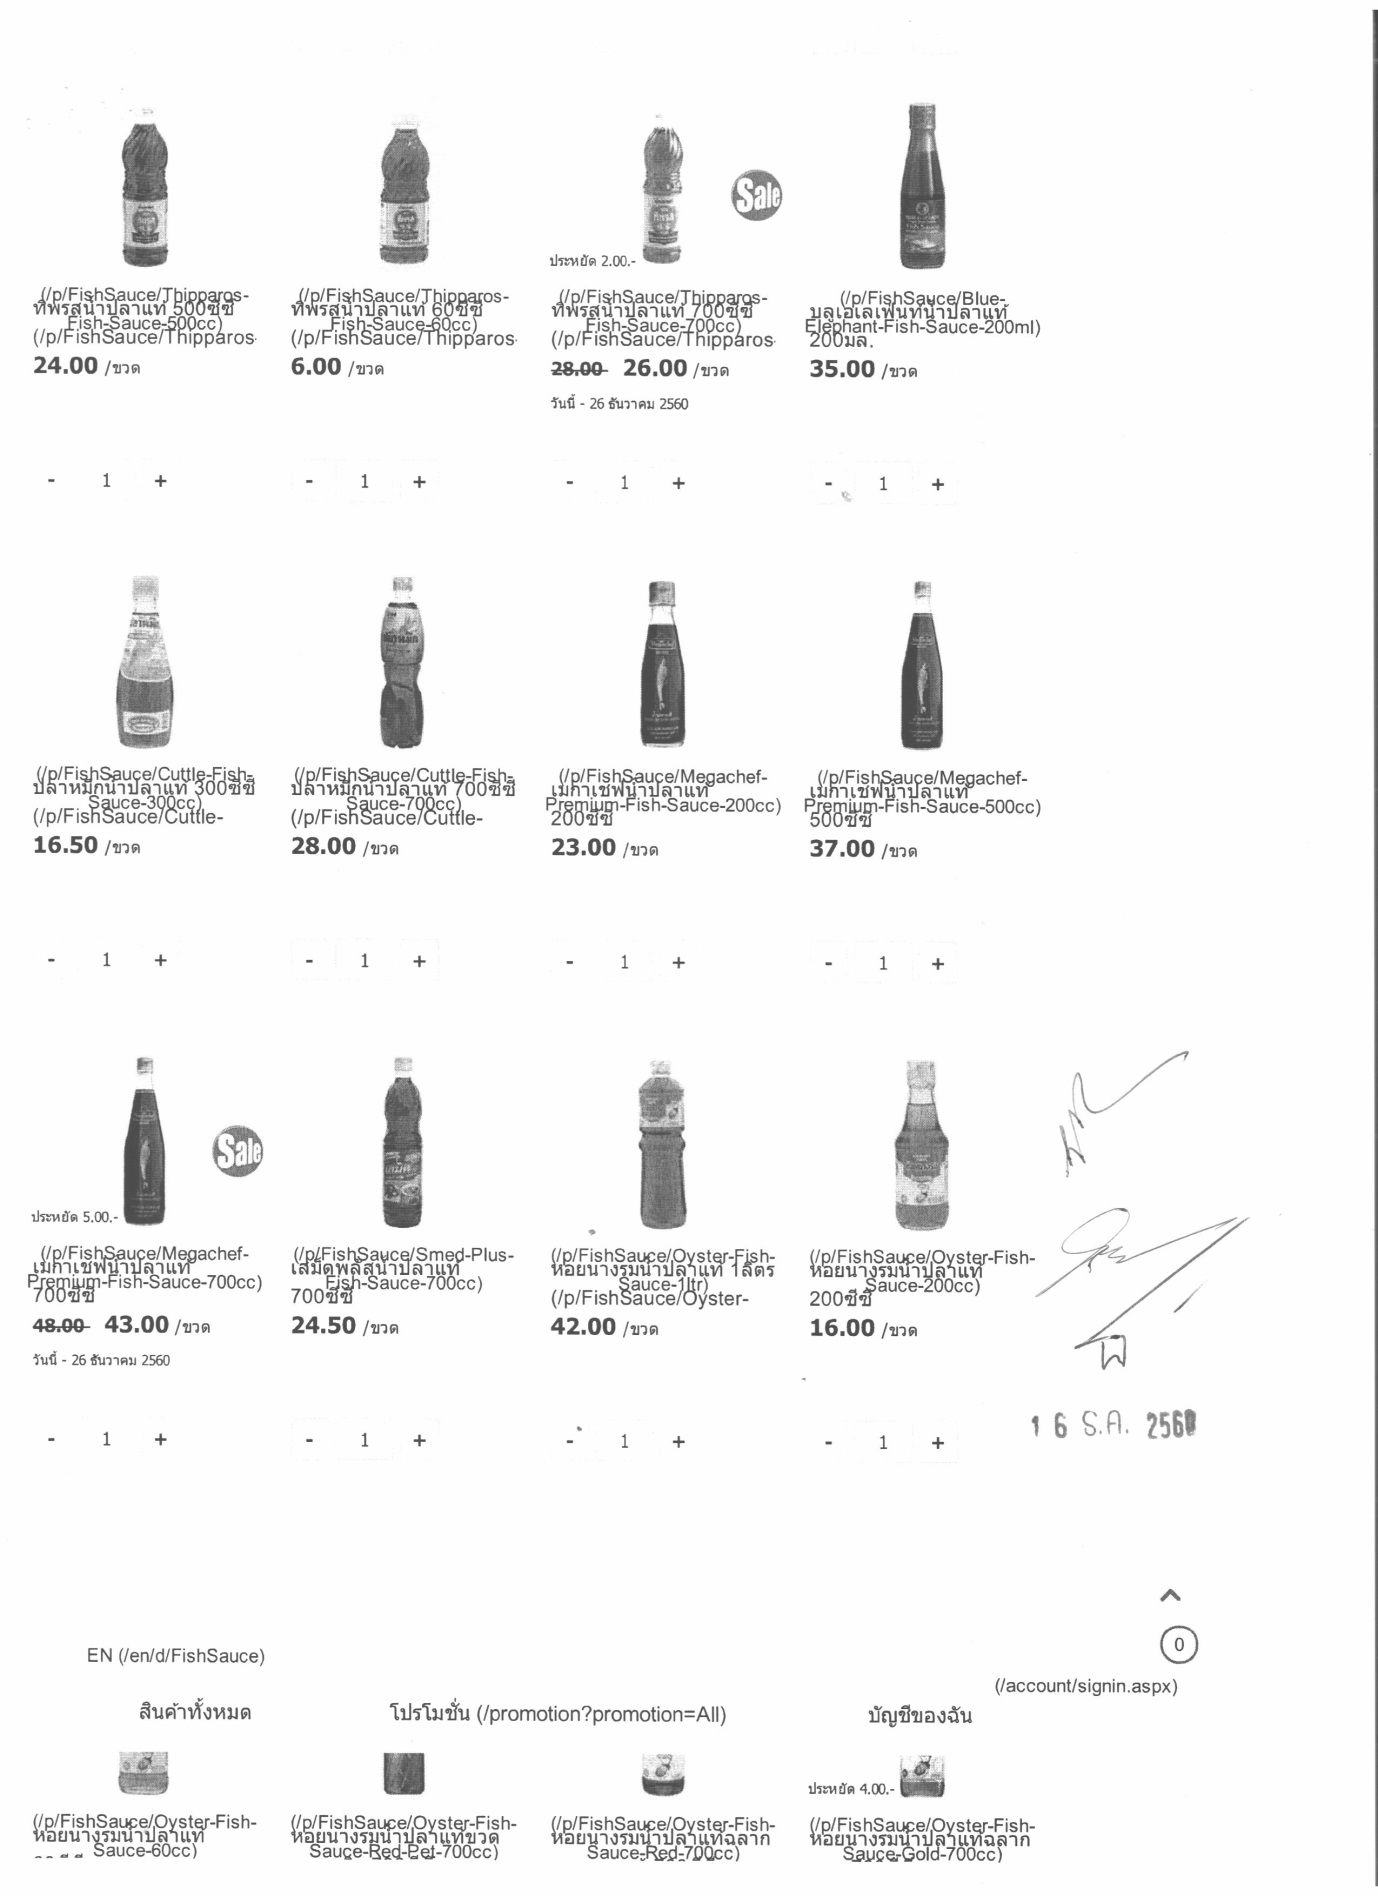 Sale
ประหยัด 2.00.-
(/p/FishSauce/Thipparos-
ทิพรสน้ำปลาแท้ 500ซีซี
Fish-Sauce-500cc)
(/p/FishSauce/Thipparos-
24.00 /ขวด
(/p/FishSauce/Thipparos-
ทิพรสน้ำปลาแท้ 60ซีซี
Fish-Sauce-60cc)
(/p/FishSauce/Thipparos-
6.00 /ขวด
(/p/FishSauce/Thipparos-
ทิพรสน้ำปลาแท้ 700ซีซี
Fish-Sauce-700cc)
(/p/FishSauce/Thipparos-
28.00 26.00 /ขวด
วันนี้ - 26 ธันวาคม 2560
(/p/FishSauce/Blue-
บลูเอเลเฟ่นท์น้ำปลาแท้
Elephant-Fish-Sauce-200ml)
200มล.
35.00 /ขวด
- 1 +
- 1 +
- 1 +
- 1 +
(/p/FishSauce/Cuttle-Fish-
ปลาหมึกน้ำปลาแท้ 300ซีซี
Sauce-300cc)
(/p/FishSauce/Cuttle-
16.50 /ขวด
(/p/FishSauce/Cuttle-Fish-
ปลาหมึกน้ำปลาแท้ 700ซีซี
Sauce-700cc)
(/p/FishSauce/Cuttle-
28.00 /ขวด
(/p/FishSauce/Megachef-
เมกาเชฟน้ำปลาแท้
Premium-Fish-Sauce-200cc)
200ซีซี
23.00 /ขวด
(/p/FishSauce/Megachef-
เมกาเชฟน้ำปลาแท้
Premium-Fish-Sauce-500cc)
500ซีซี
37.00 /ขวด
- 1 +
- 1 +
- 1 +
- 1 +
Sale
ประหยัด 5.00.-
(/p/FishSauce/Megachef-
เมกาเชฟน้ำปลาแท้
Premium-Fish-Sauce-700cc)
700ซีซี
48.00 43.00 /ขวด
วันนี้ - 26 ธันวาคม 2560
(/p/FishSauce/Smed-Plus-
เสม็ดพลัสน้ำปลาแท้
Fish-Sauce-700cc)
700ซีซี
24.50 /ขวด
(/p/FishSauce/Oyster-Fish-
หอยนางรมน้ำปลาแท้ 1ลิตร
Sauce-1ltr)
(/p/FishSauce/Oyster-
42.00 /ขวด
(/p/FishSauce/Oyster-Fish-
หอยนางรมน้ำปลาแท้
Sauce-200cc)
200ซีซี
16.00 /ขวด
16 ธ.ค. 2560
- 1 +
- 1 +
- 1 +
- 1 +
0
EN (/en/d/FishSauce)
(/account/signin.aspx)
สินค้าทั้งหมด
โปรโมชั่น (/promotion?promotion=All)
บัญชีของฉัน
ประหยัด 4.00.-
(/p/FishSauce/Oyster-Fish-
หอยนางรมน้ำปลาแท้
Sauce-60cc)
(/p/FishSauce/Oyster-Fish-
หอยนางรมน้ำปลาแท้ขวด
Sauce-Red-Pet-700cc)
(/p/FishSauce/Oyster-Fish-
หอยนางรมน้ำปลาแท้ฉลาก
Sauce-Red-700cc)
(/p/FishSauce/Oyster-Fish-
หอยนางรมน้ำปลาแท้ฉลาก
Sauce-Gold-700cc)